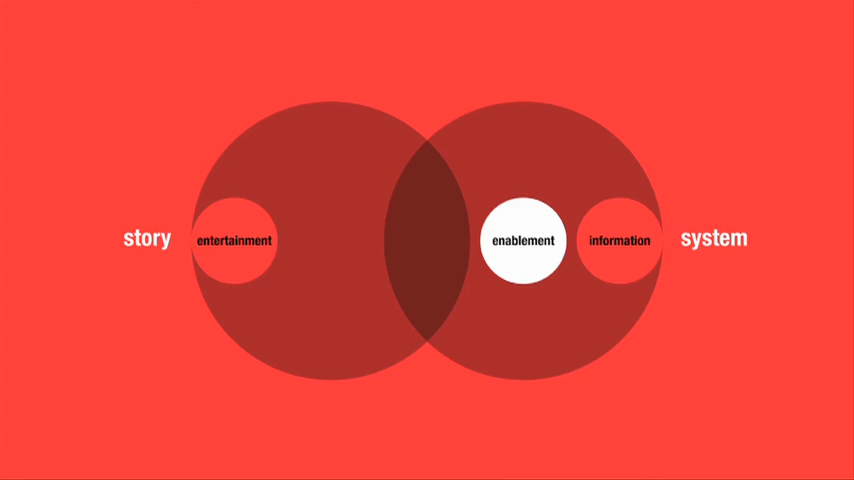 story
entertainment
enablement
information
system